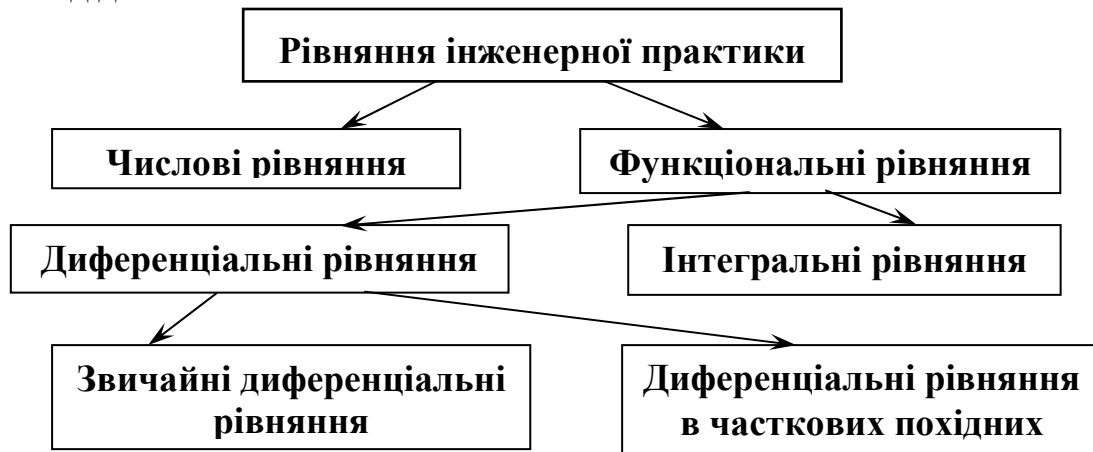 Рівняння інженерної практики
Числові рівняння
Функціональні рівняння
Диференціальні рівняння
Інтегральні рівняння
Звичайні диференціальні
рівняння
Диференціальні рівняння
в часткових похідних